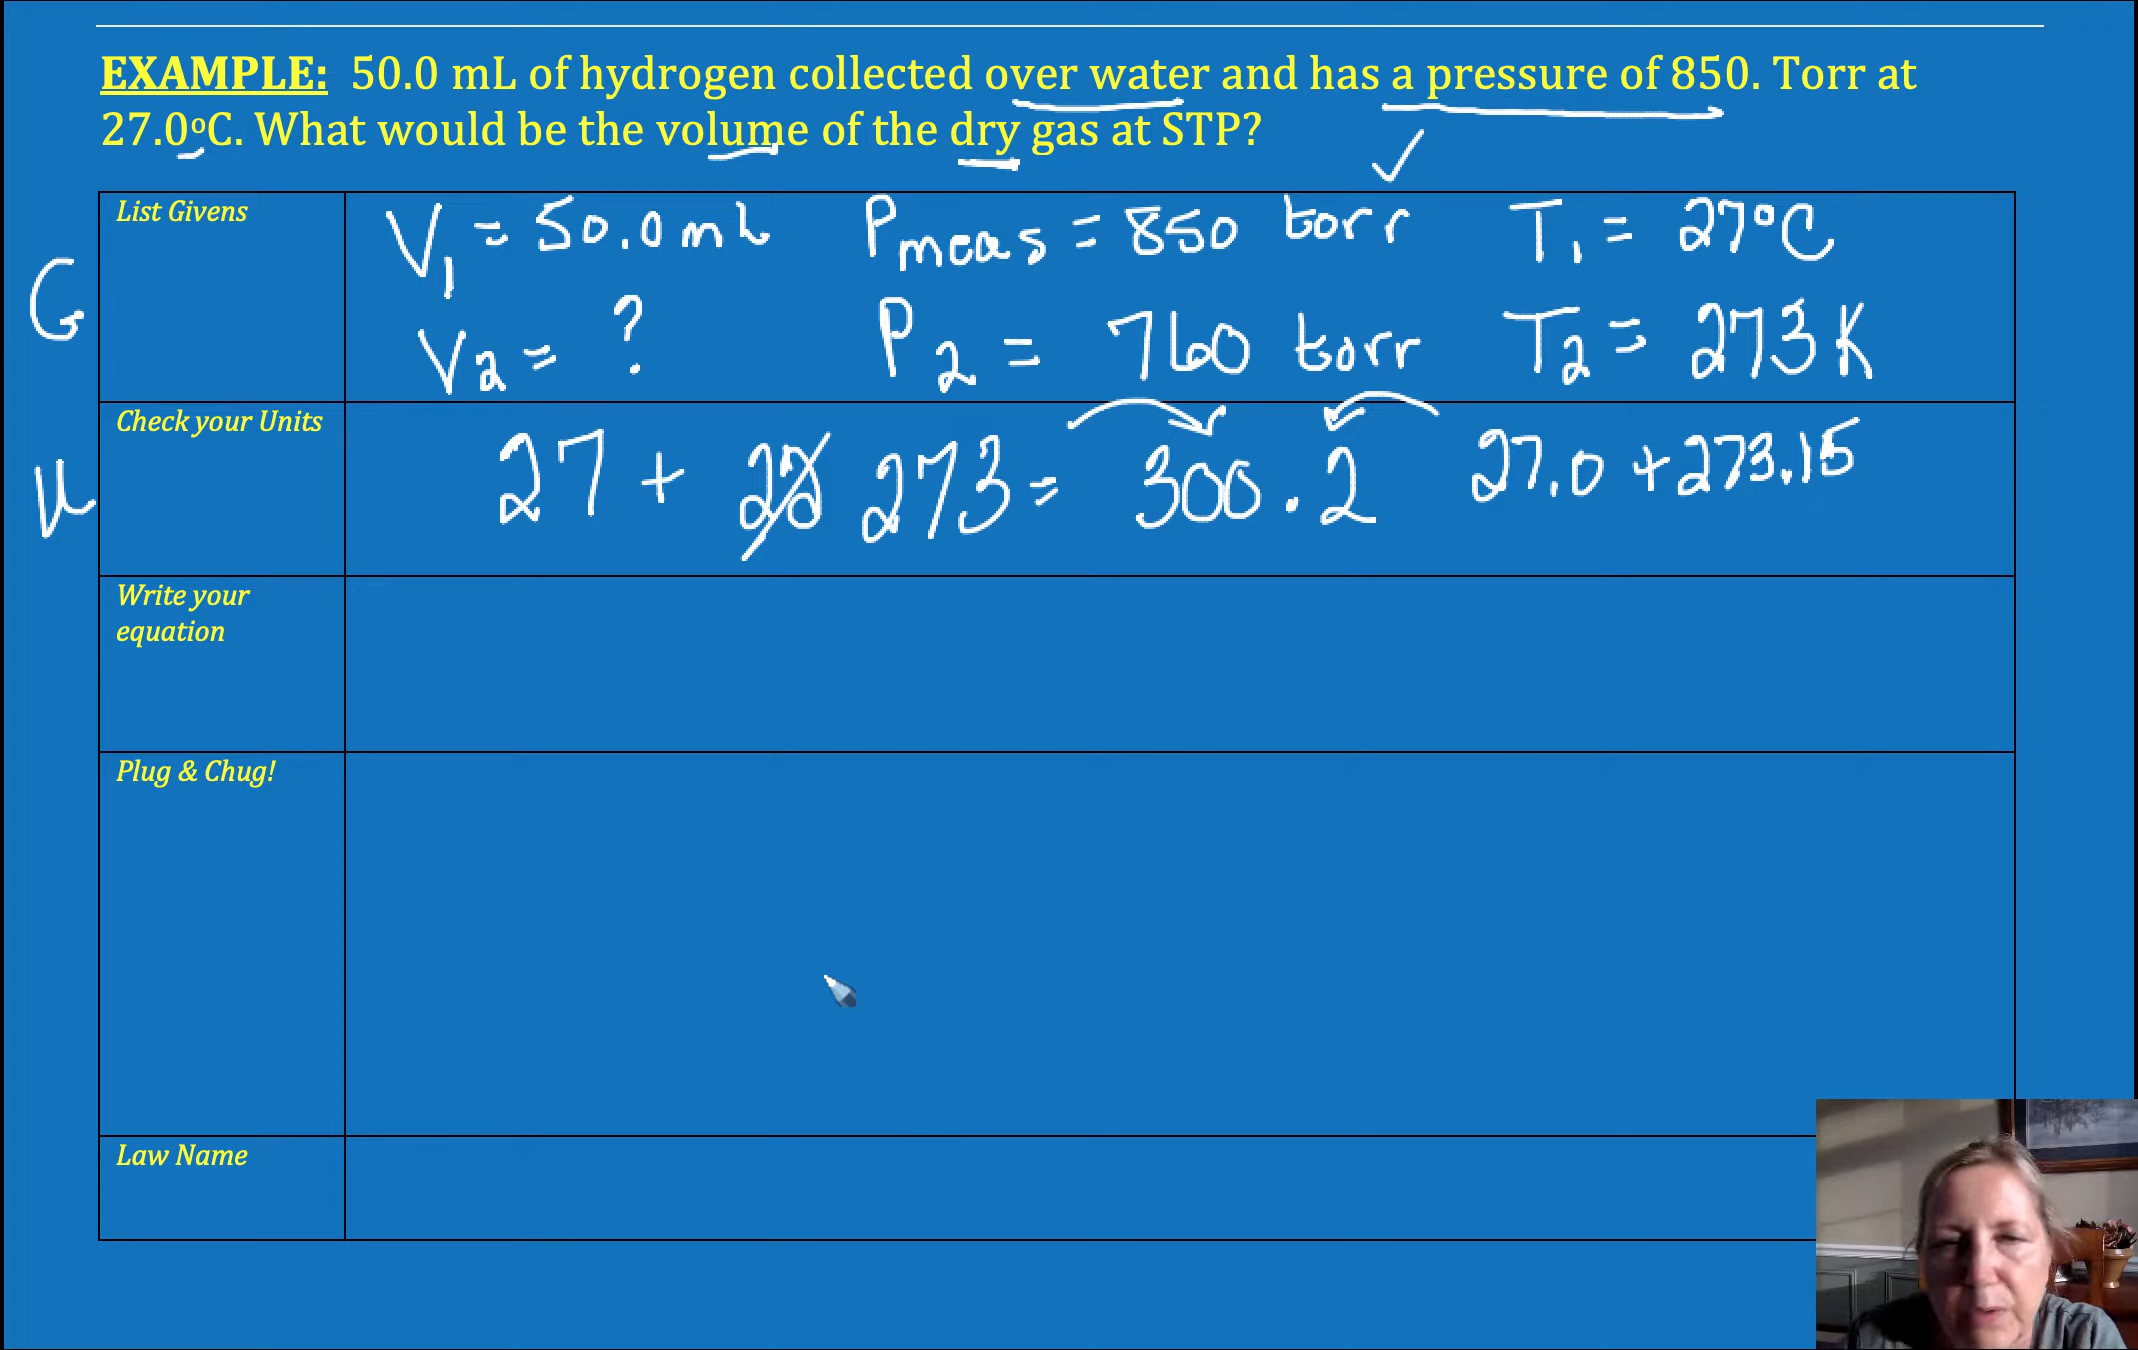 EXAMPLE: 50.0 mL of hydrogen collected over water and has a pressure of 850. Torr at
27.0°C. What would be the volume of the dry gas at STP?
List Givens
V1 = 50.0 mL Pmeas = 850 torr T1 = 27°C
G
V2 = ? P2 = 760 torr T2 = 273 K
Check your Units
27 + 273 = 300.2 27.0 + 273.15
U
Write your
equation
Plug & Chug!
Law Name